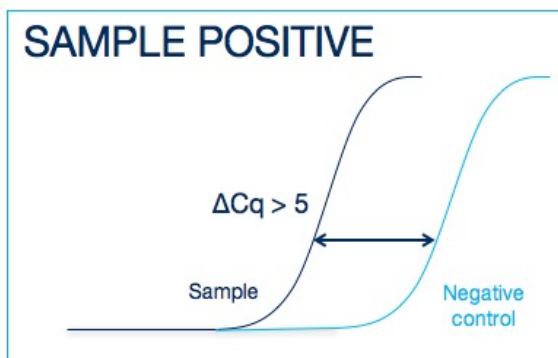 SAMPLE POSITIVE
ΔCq > 5
Sample
Negative
control